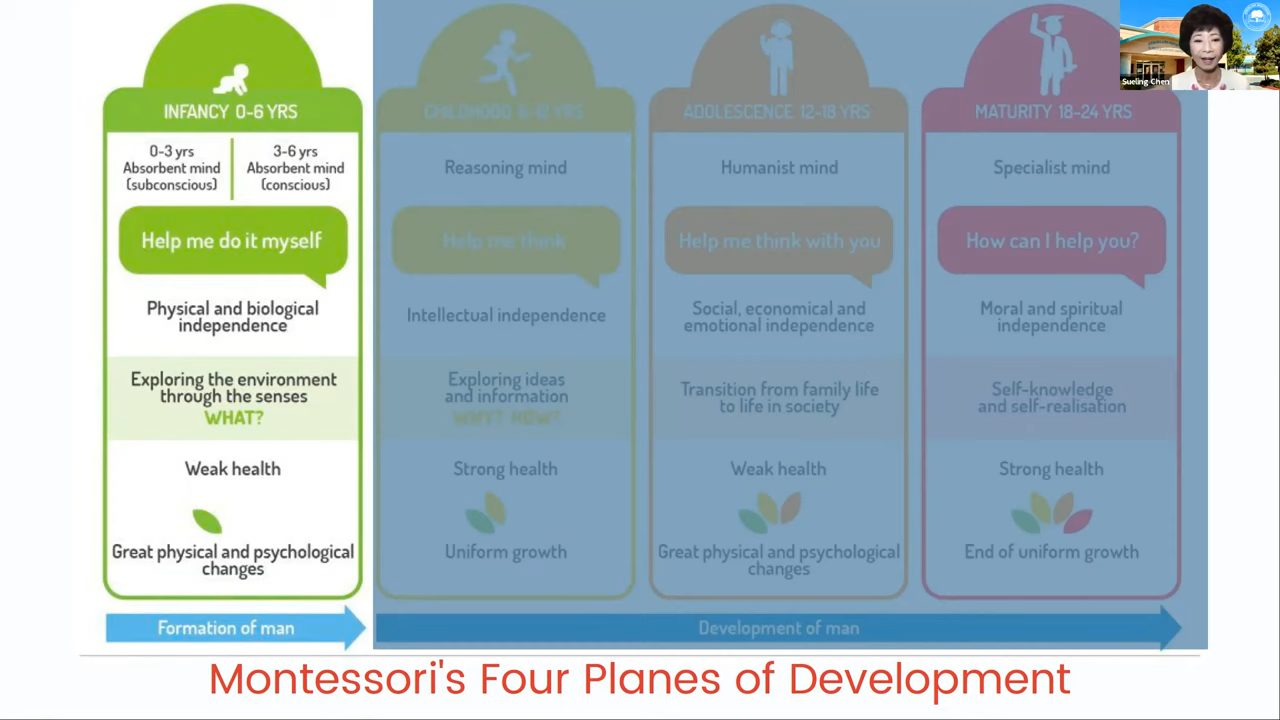 INFANCY 0-6 YRS
0-3 yrs
Absorbent mind
(subconscious)
3-6 yrs
Absorbent mind
(conscious)
Help me do it myself
Physical and biological
independence
Exploring the environment
through the senses
WHAT?
Weak health
Great physical and psychological
changes
Formation of man
CHILDHOOD 6-12 YRS
Reasoning mind
Help me think
Intellectual independence
Exploring ideas
and information
WHY? HOW?
Strong health
Uniform growth
ADOLESCENCE 12-18 YRS
Humanist mind
Help me think with you
Social, economical and
emotional independence
Transition from family life
to life in society
Weak health
Great physical and psychological
changes
MATURITY 18-24 YRS
Specialist mind
How can I help you?
Moral and spiritual
independence
Self-knowledge
and self-realisation
Strong health
End of uniform growth
Development of man
Montessori's Four Planes of Development
Sueling Chen